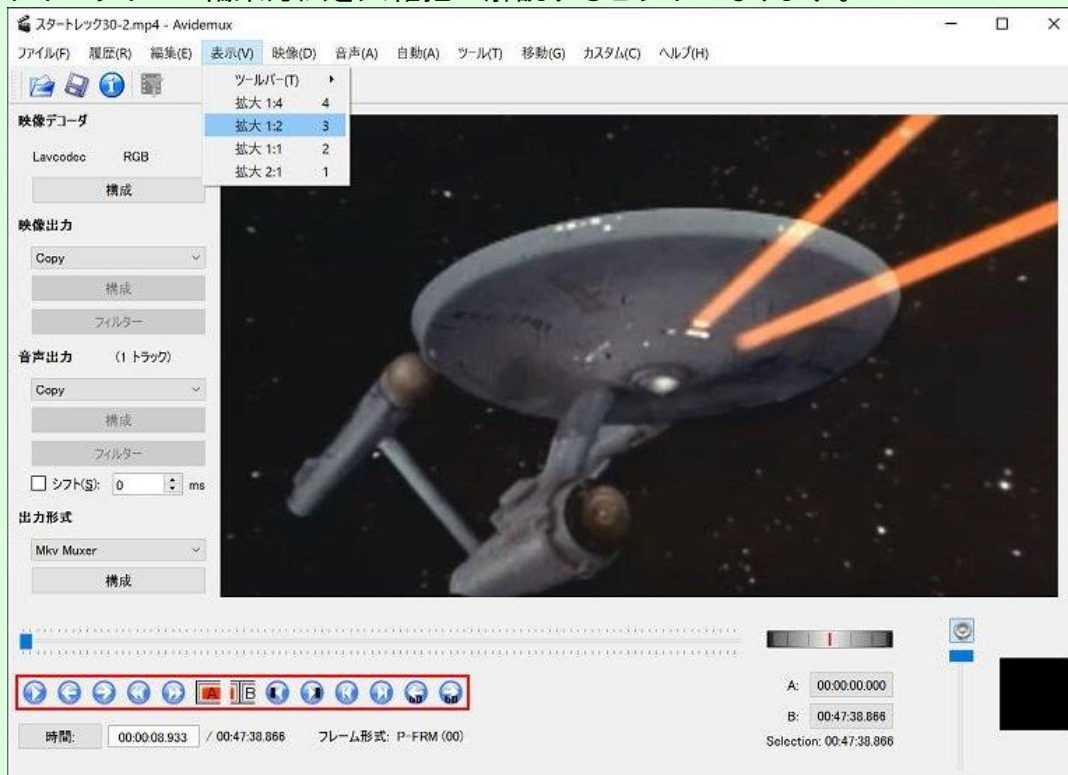 スタートレック30-2.mp4 - Avidemux
ファイル(F) 履歴(R) 編集(E) 表示(V) 映像(D) 音声(A) 自動(A) ツール(T) 移動(G) カスタム(C) ヘルプ(H)
ツールバー(T)
拡大 1:4 4
拡大 1:2 3
拡大 1:1 2
拡大 2:1 1
映像デコーダ
Lavcodec RGB
構成
映像出力
Copy
構成
フィルター
音声出力 (1 トラック)
Copy
構成
フィルター
シフト(S): 0 ms
出力形式
Mkv Muxer
構成
A B
60 60
A: 00:00:00.000
B: 00:47:38.866
Selection: 00:47:38.866
時間: 00:00:08.933 / 00:47:38.866 フレーム形式: P-FRM (00)